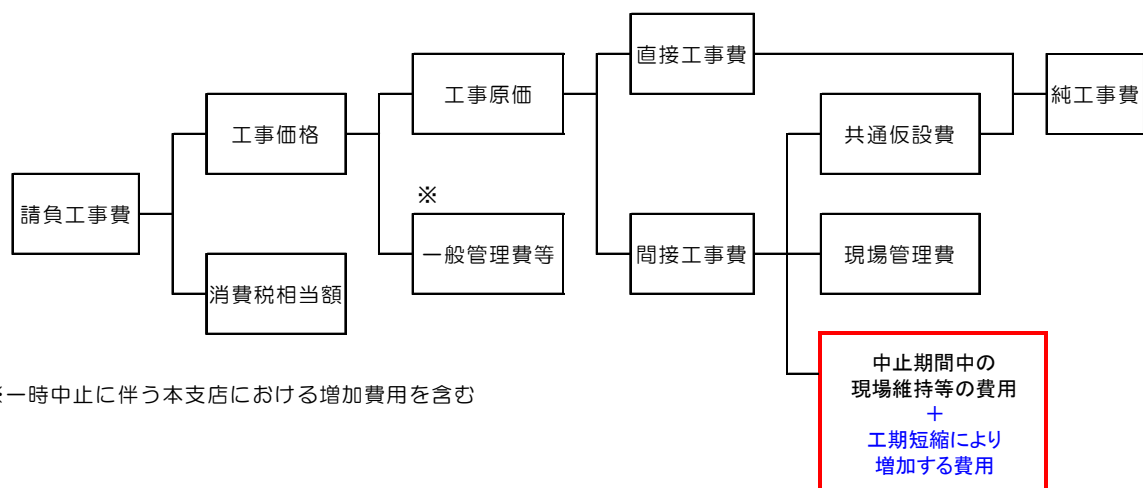 直接工事費
工事原価
純工事費
工事価格
共通仮設費
※
請負工事費
一般管理費等
間接工事費
現場管理費
消費税相当額
中止期間中の
現場維持等の費用
+
工期短縮により
増加する費用
※一時中止に伴う本支店における増加費用を含む